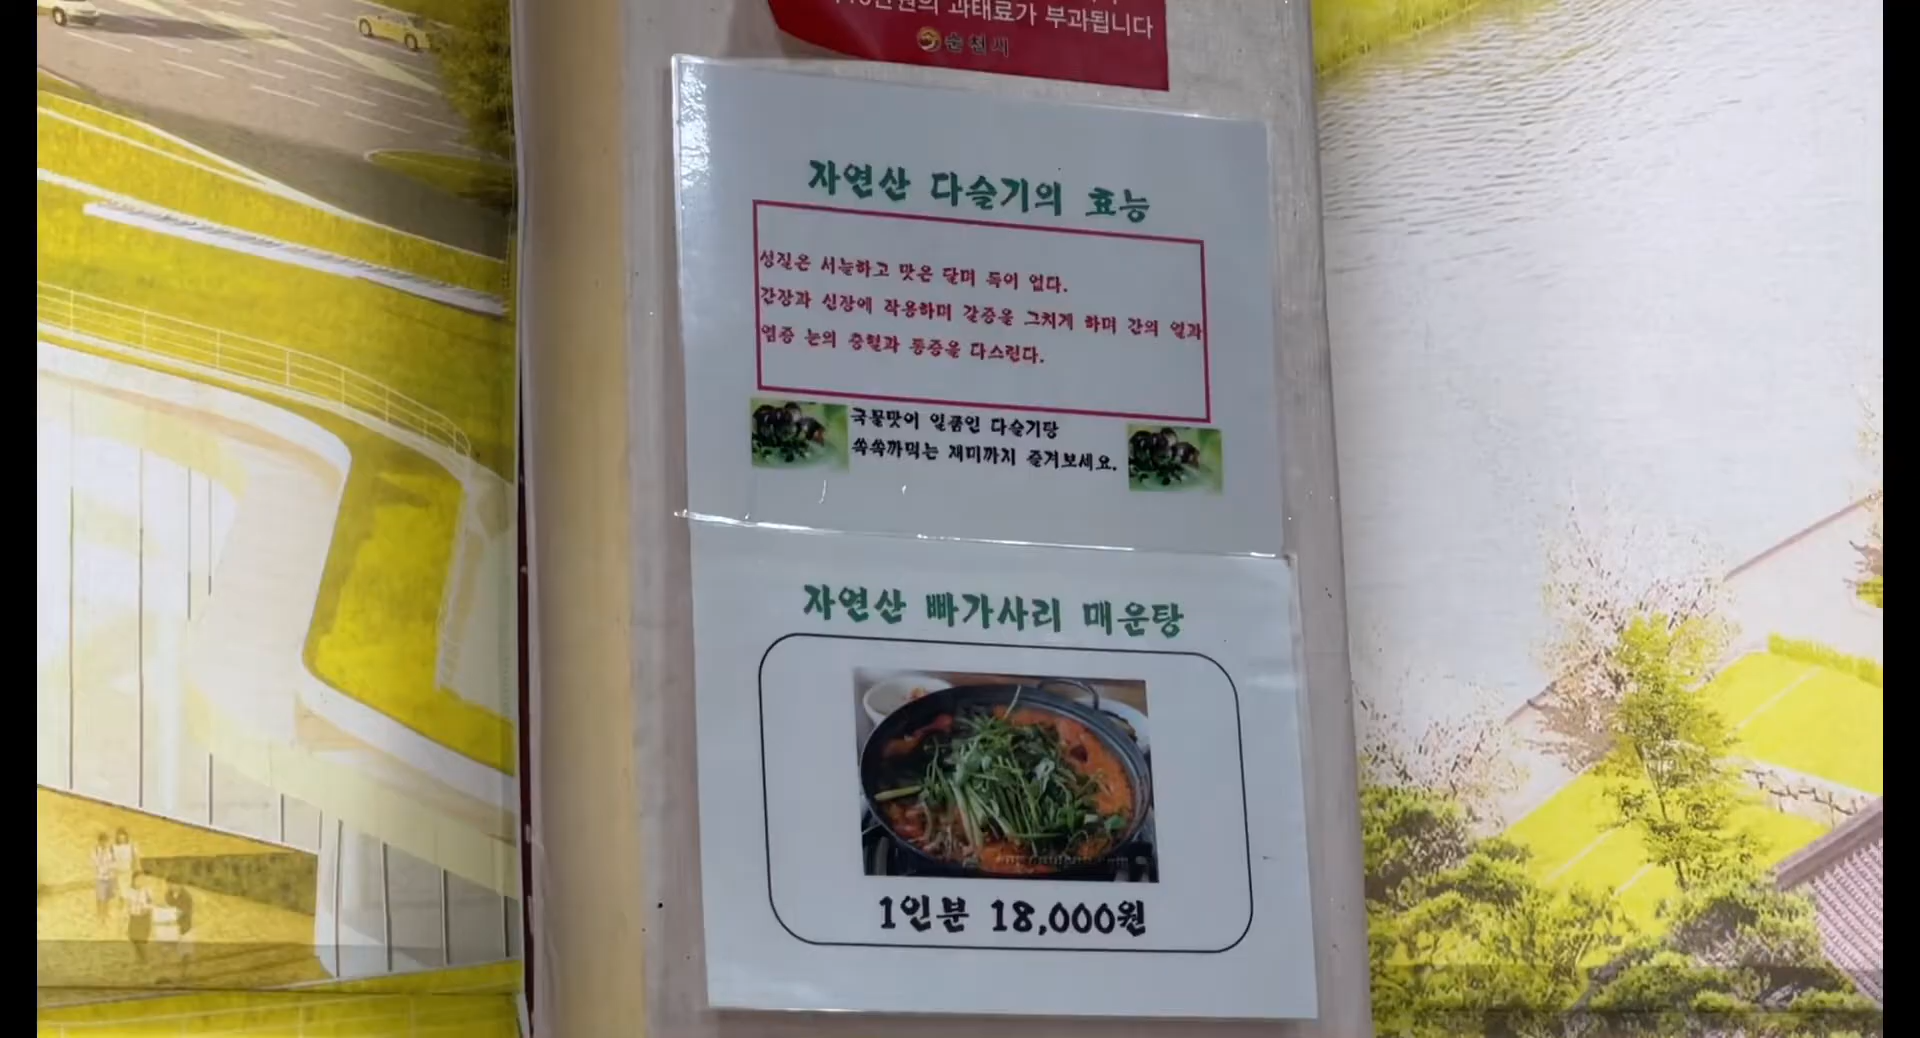 과태료가 부과됩니다
순천시
자연산 다슬기의 효능
성질은 서늘하고 맛은 달며 독이 없다.
간장과 신장에 작용하며 갈증을 그치게 하며 간의 열과
염증 눈의 충혈과 통증을 다스린다.
국물맛이 일품인 다슬기탕
쏙쏙까먹는 재미까지 즐겨보세요.
자연산 빠가사리 매운탕
1인분 18,000원